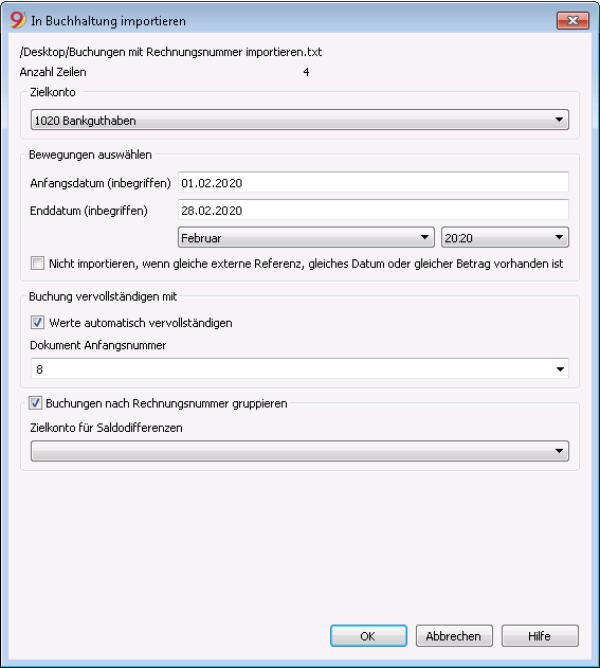 In Buchhaltung importieren
/Desktop/Buchungen mit Rechnungsnummer importieren.txt
Anzahl Zeilen 4
Zielkonto
1020 Bankguthaben
Bewegungen auswählen
Anfangsdatum (inbegriffen) 01.02.2020
Enddatum (inbegriffen) 28.02.2020
Februar 20:20
Nicht importieren, wenn gleiche externe Referenz, gleiches Datum oder gleicher Betrag vorhanden ist
Buchung vervollständigen mit
Werte automatisch vervollständigen
Dokument Anfangsnummer
8
Buchungen nach Rechnungsnummer gruppieren
Zielkonto für Saldodifferenzen
OK Abbrechen Hilfe